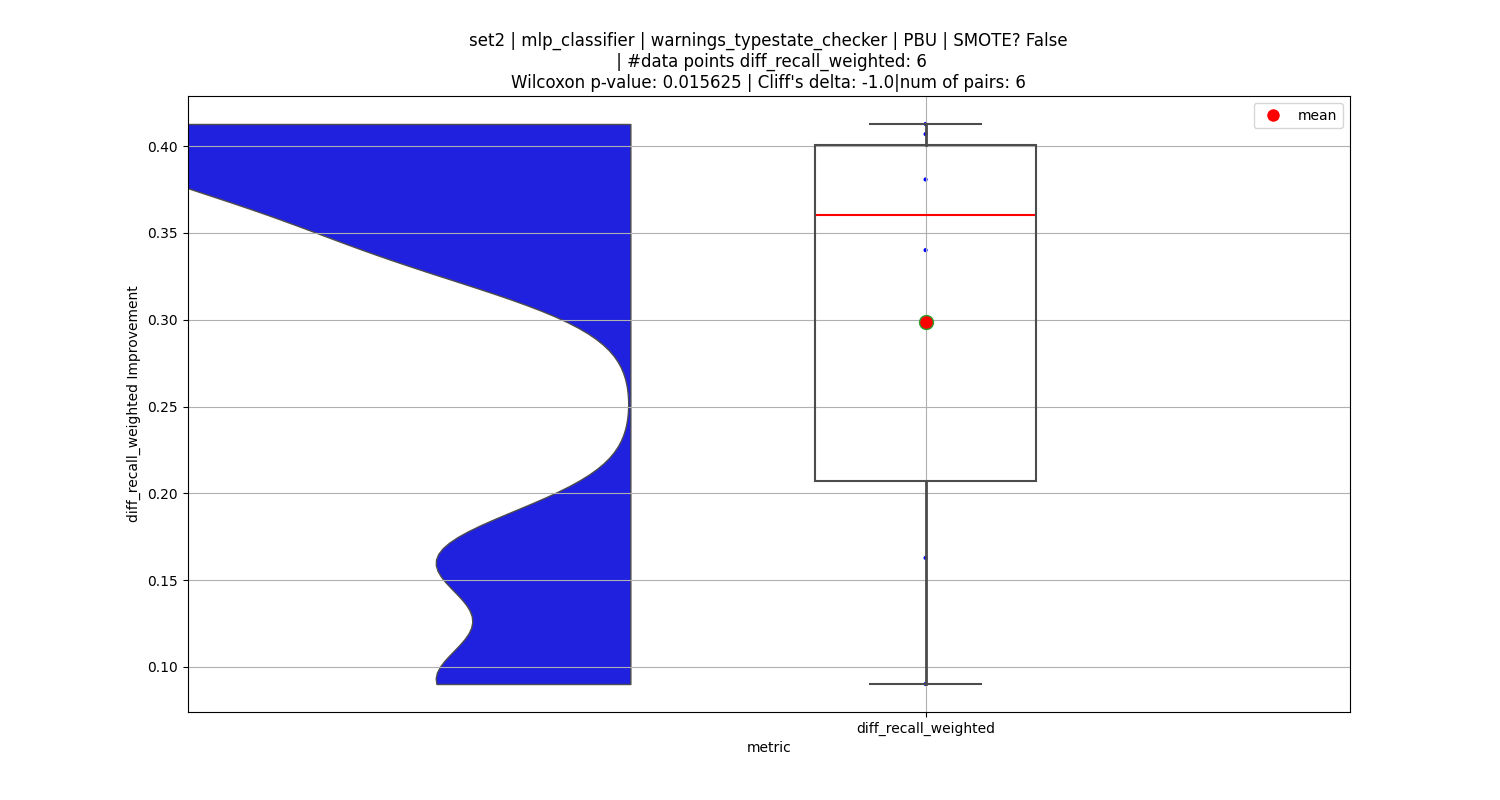 set2 | mlp_classifier | warnings_typestate_checker | PBU | SMOTE? False
| #data points diff_recall_weighted: 6
Wilcoxon p-value: 0.015625 | Cliff's delta: -1.0|num of pairs: 6
mean
0.40
0.35
0.30
0.25
0.20
0.15
0.10
diff_recall_weighted Improvement
diff_recall_weighted
metric